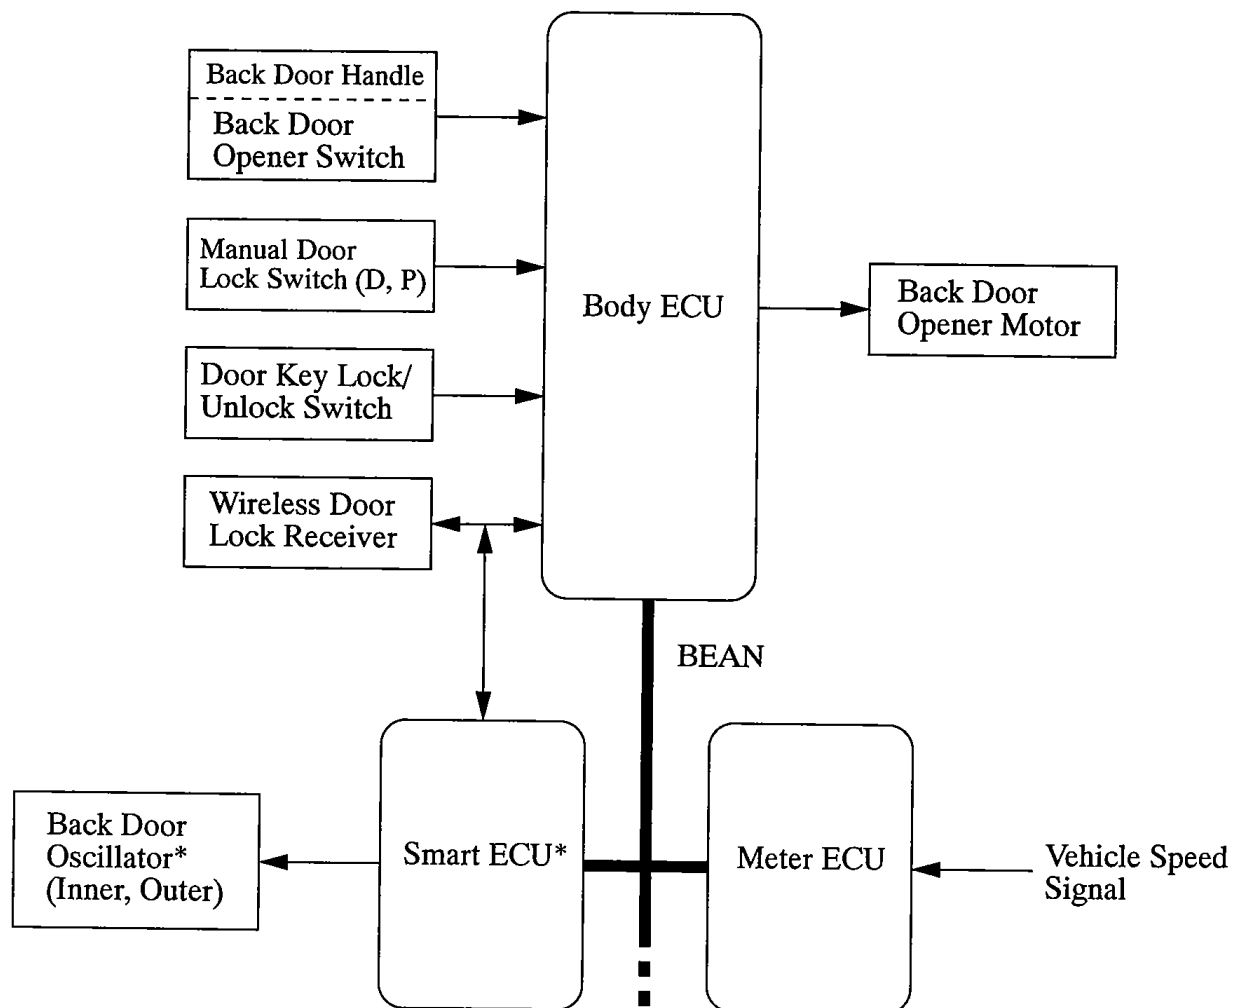 Back Door Handle
Back Door
Opener Switch
Manual Door
Lock Switch (D, P)
Door Key Lock/
Unlock Switch
Wireless Door
Lock Receiver
Body ECU
Back Door
Opener Motor
BEAN
Back Door
Oscillator*
(Inner, Outer)
Smart ECU*
Meter ECU
Vehicle Speed
Signal